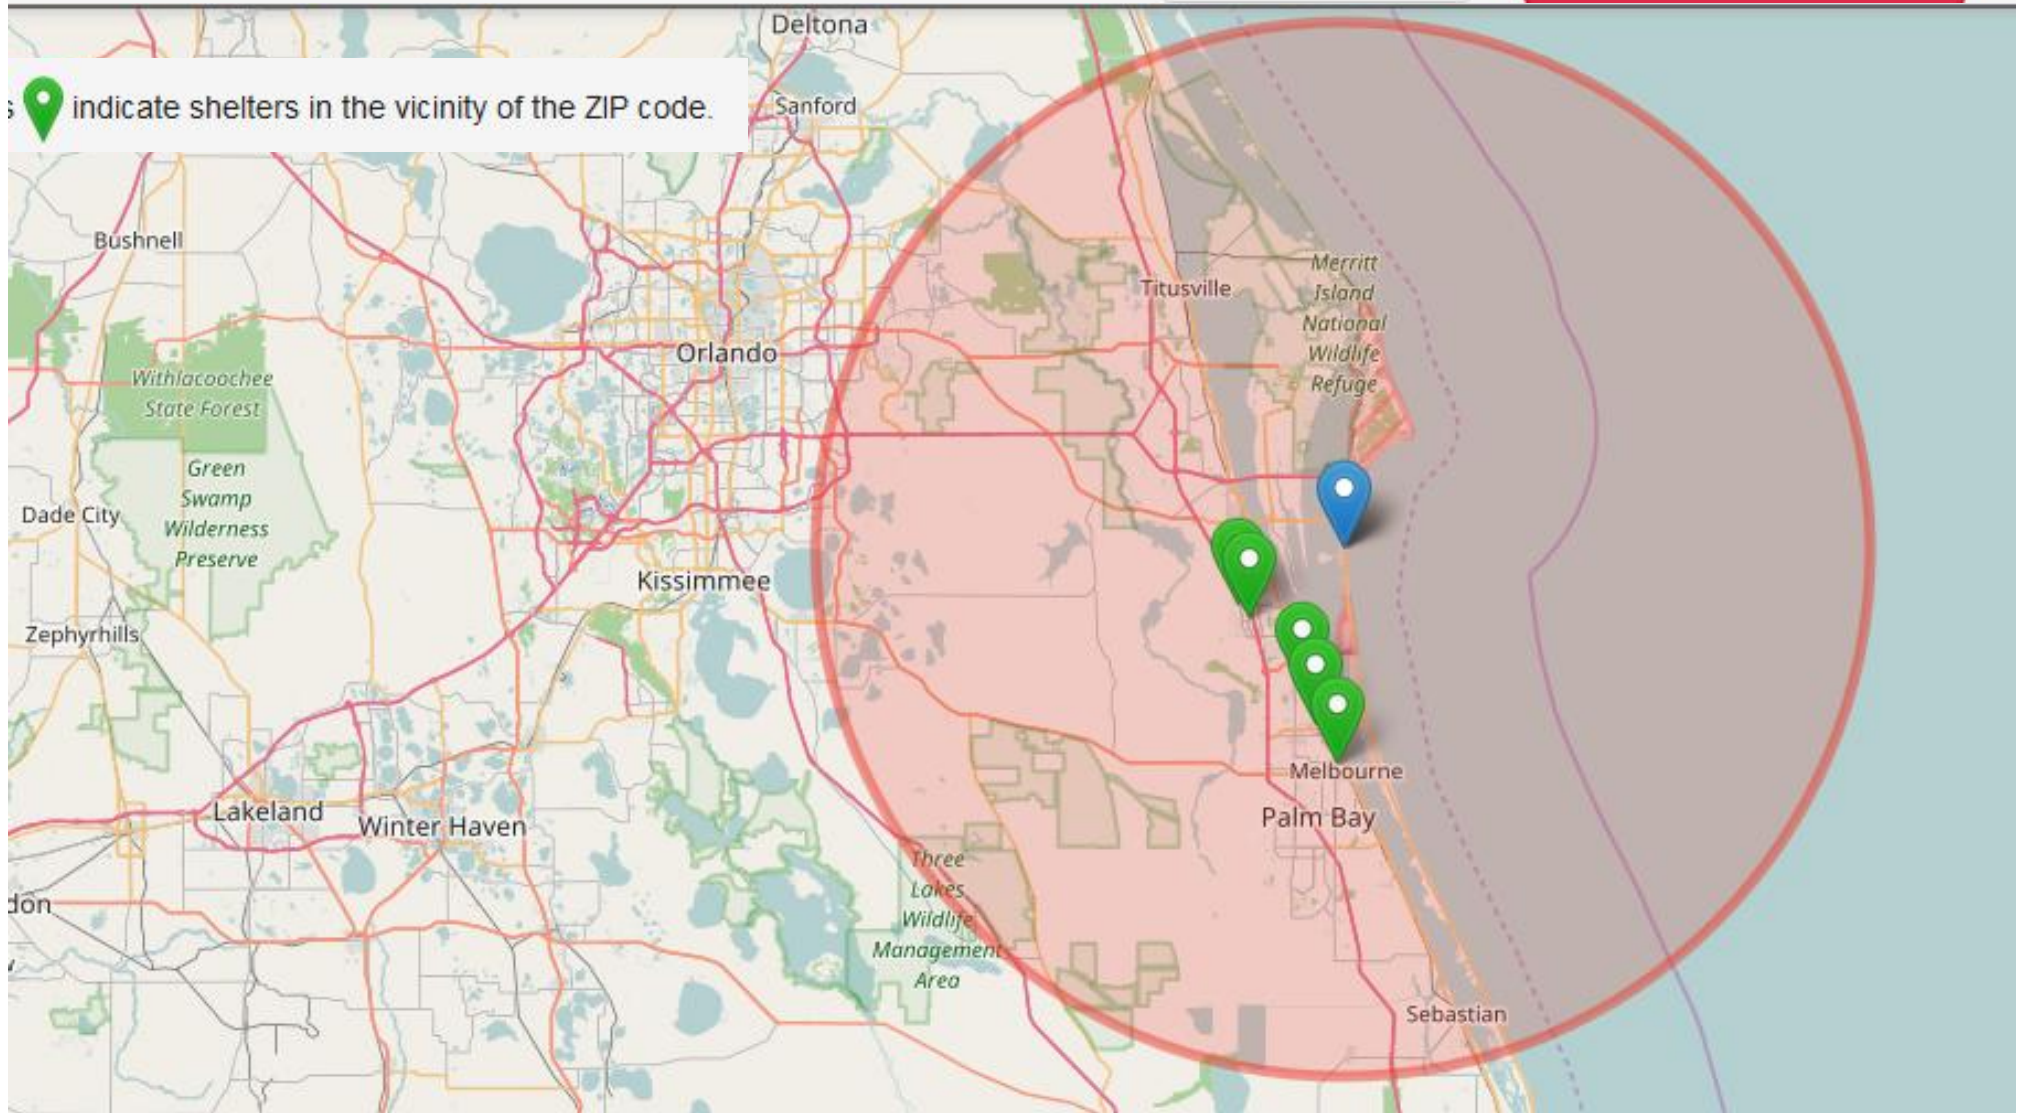 Deltona
s indicate shelters in the vicinity of the ZIP code.
Sanford
Bushnell
Merritt
Island
National
Wildlife
Refuge
Titusville
Orlando
Withlacoochee
State Forest
Green
Swamp
Wilderness
Preserve
Dade City
Kissimmee
Zephyrhills
Melbourne
Palm Bay
Lakeland
Winter Haven
Three
Lakes
Wildlife
Management
Area
don
Sebastian